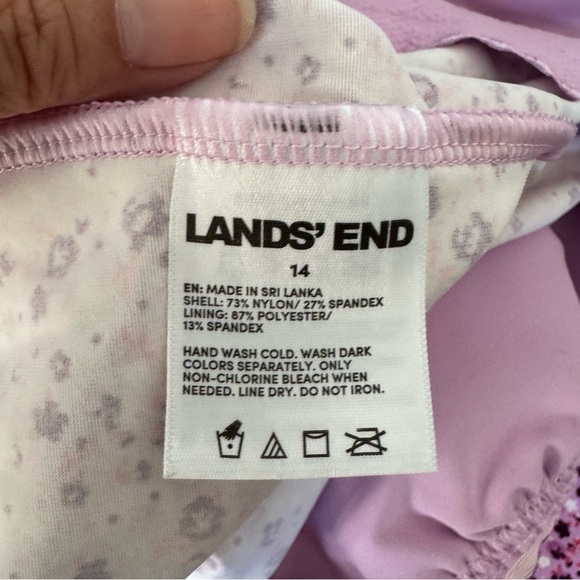 LANDS' END
14
EN: MADE IN SRI LANKA
SHELL: 73% NYLON/ 27% SPANDEX
LINING: 87% POLYESTER/
13% SPANDEX
HAND WASH COLD. WASH DARK
COLORS SEPARATELY. ONLY
NON-CHLORINE BLEACH WHEN
NEEDED. LINE DRY. DO NOT IRON.